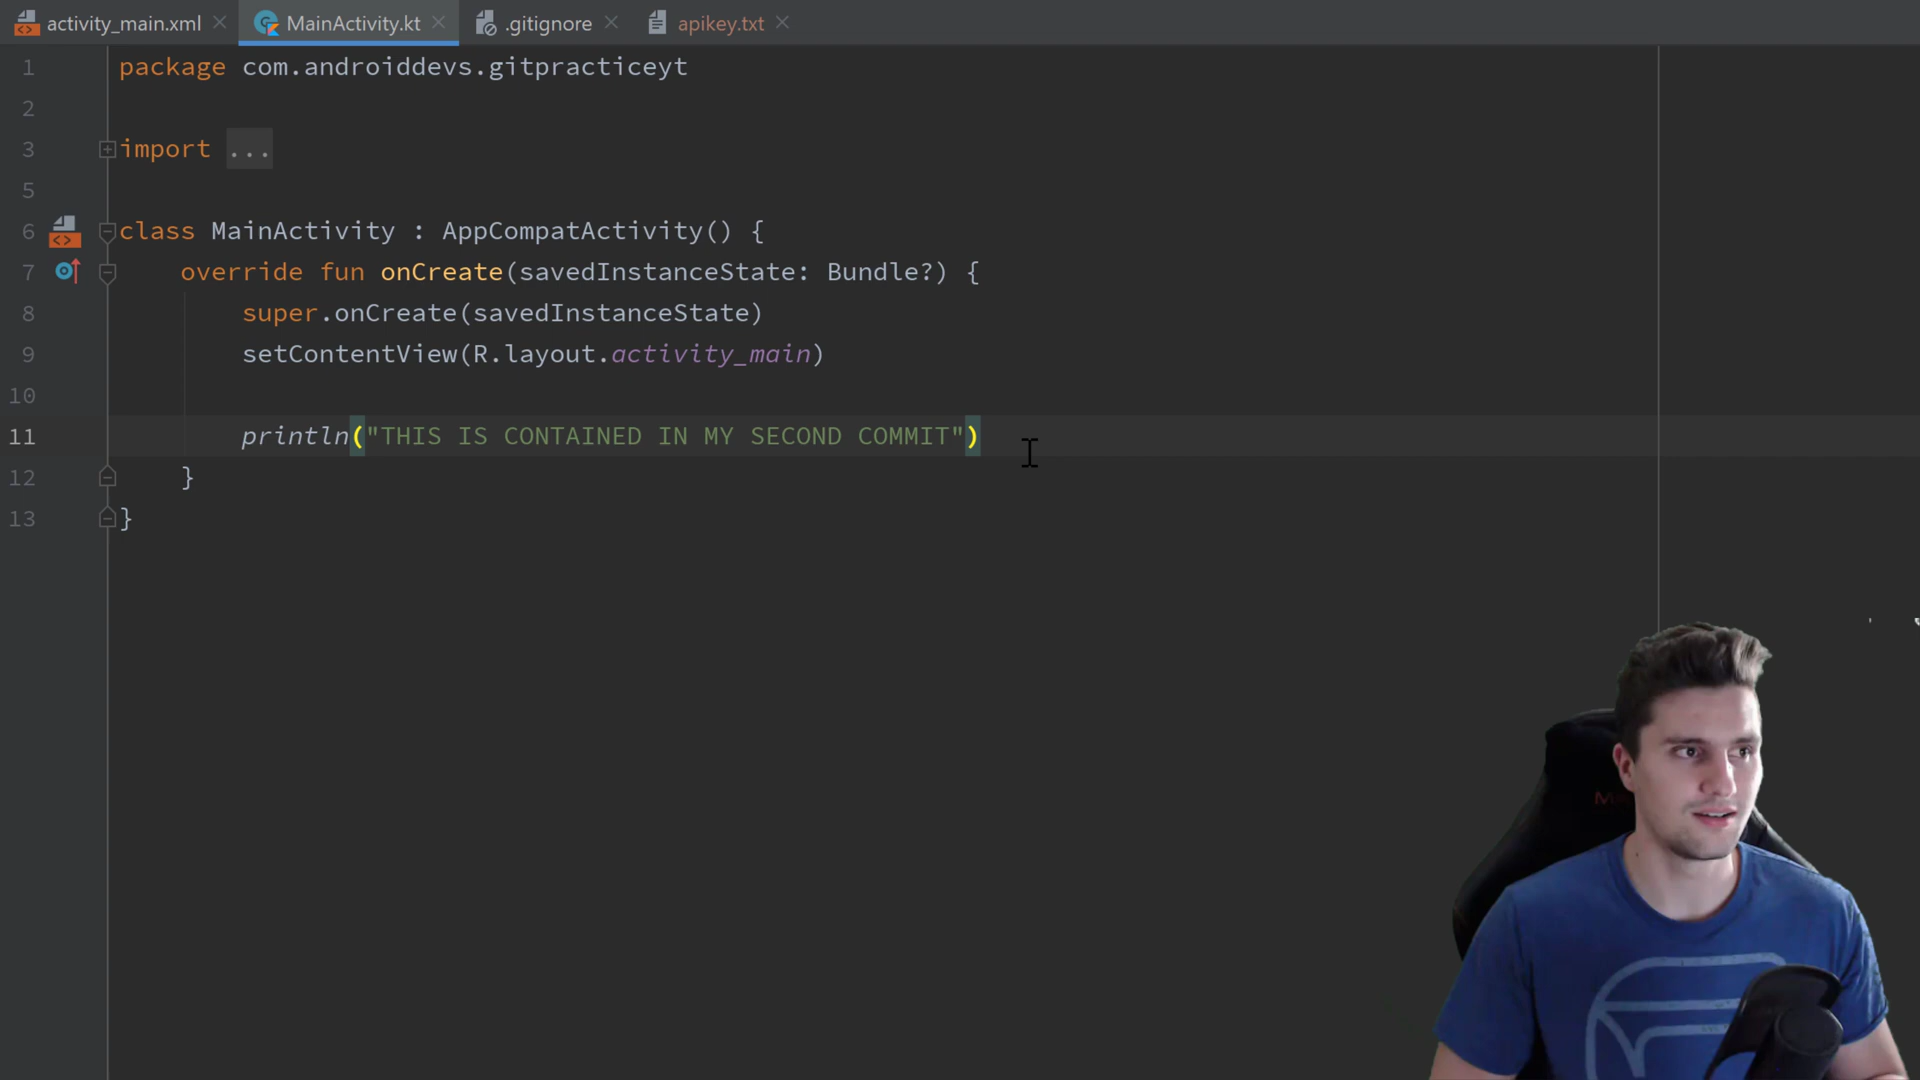 activity_main.xml MainActivity.kt .gitignore apikey.txt
1 package com.androiddevs.gitpracticeyt
2
3 import ...
5
6 class MainActivity : AppCompatActivity() {
7 override fun onCreate(savedInstanceState: Bundle?) {
8 super.onCreate(savedInstanceState)
9 setContentView(R.layout.activity_main)
10
11 println("THIS IS CONTAINED IN MY SECOND COMMIT")
12 }
13 }